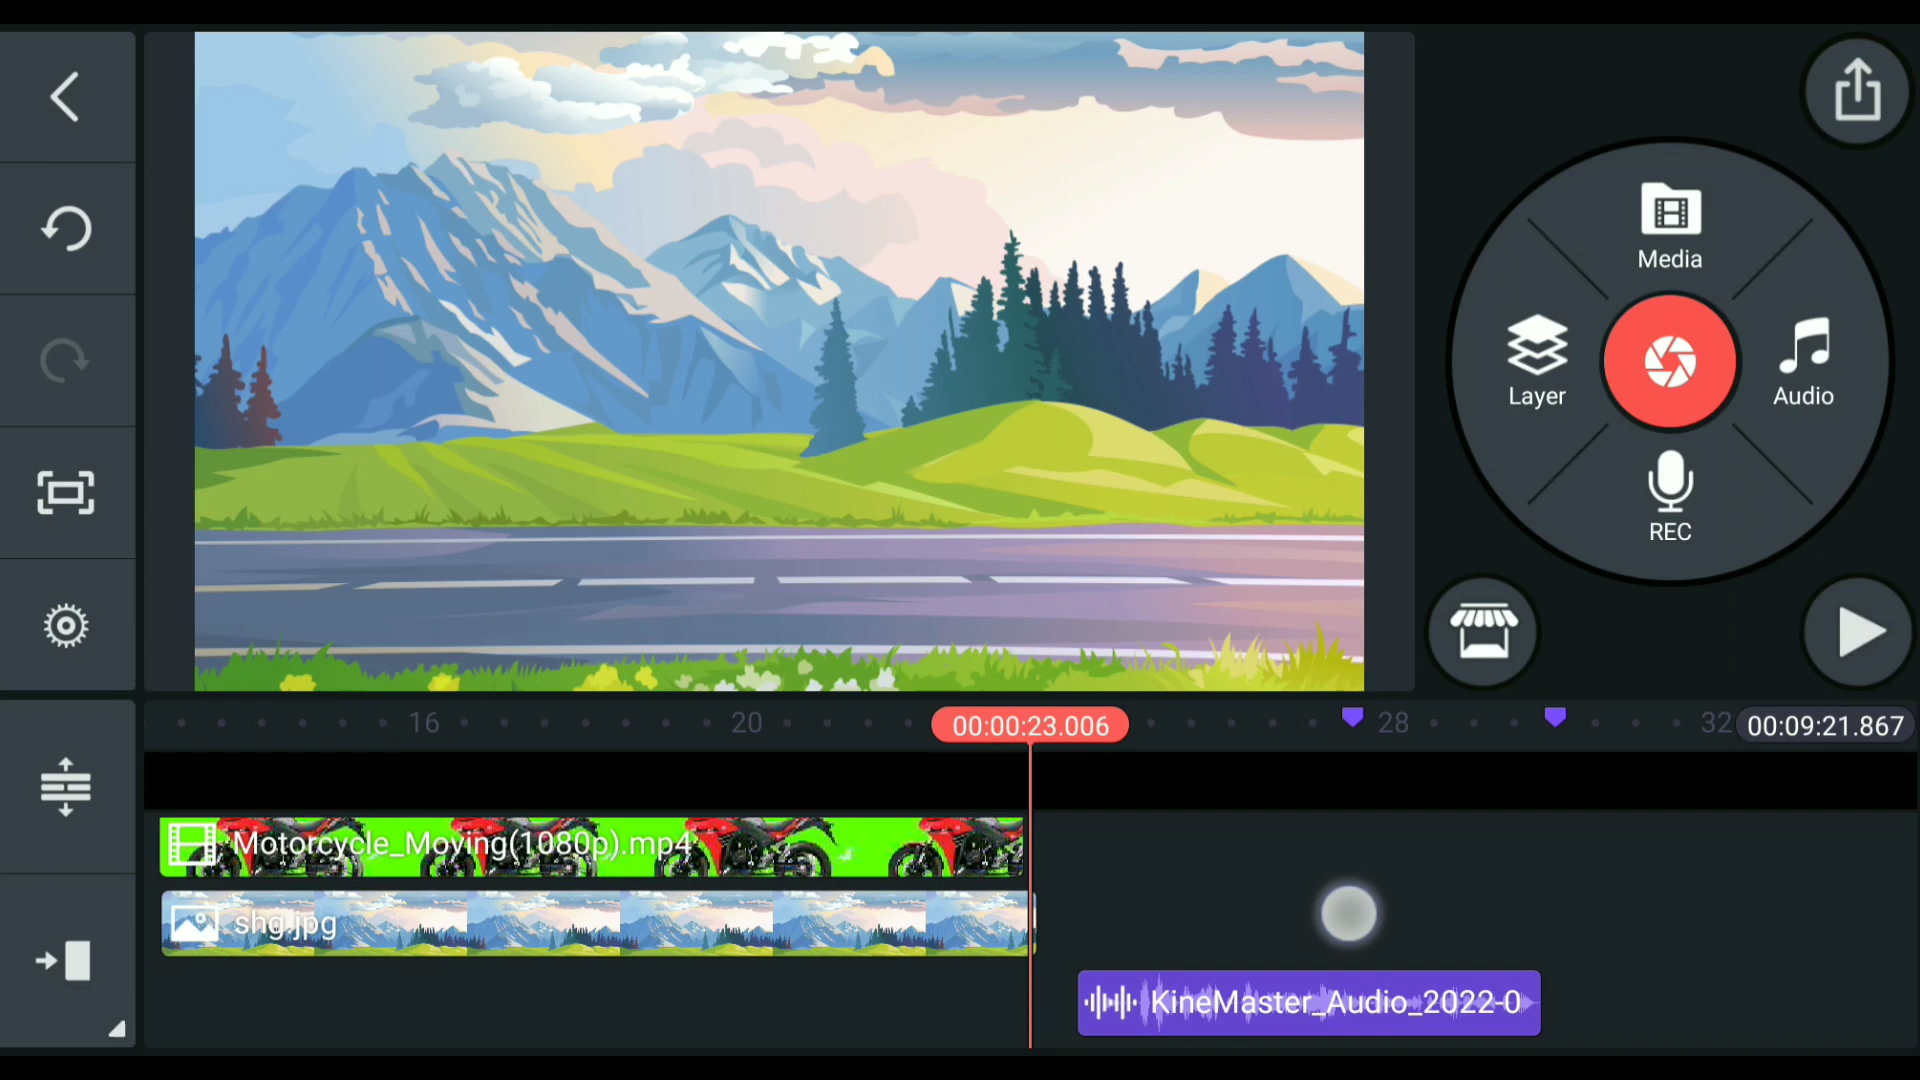 Media
Layer
Audio
REC
16
20
00:00:23.006
28
32
00:09:21.867
Motorcycle_Moving(1080p).mp4
shg.jpg
KineMaster_Audio_2022-0